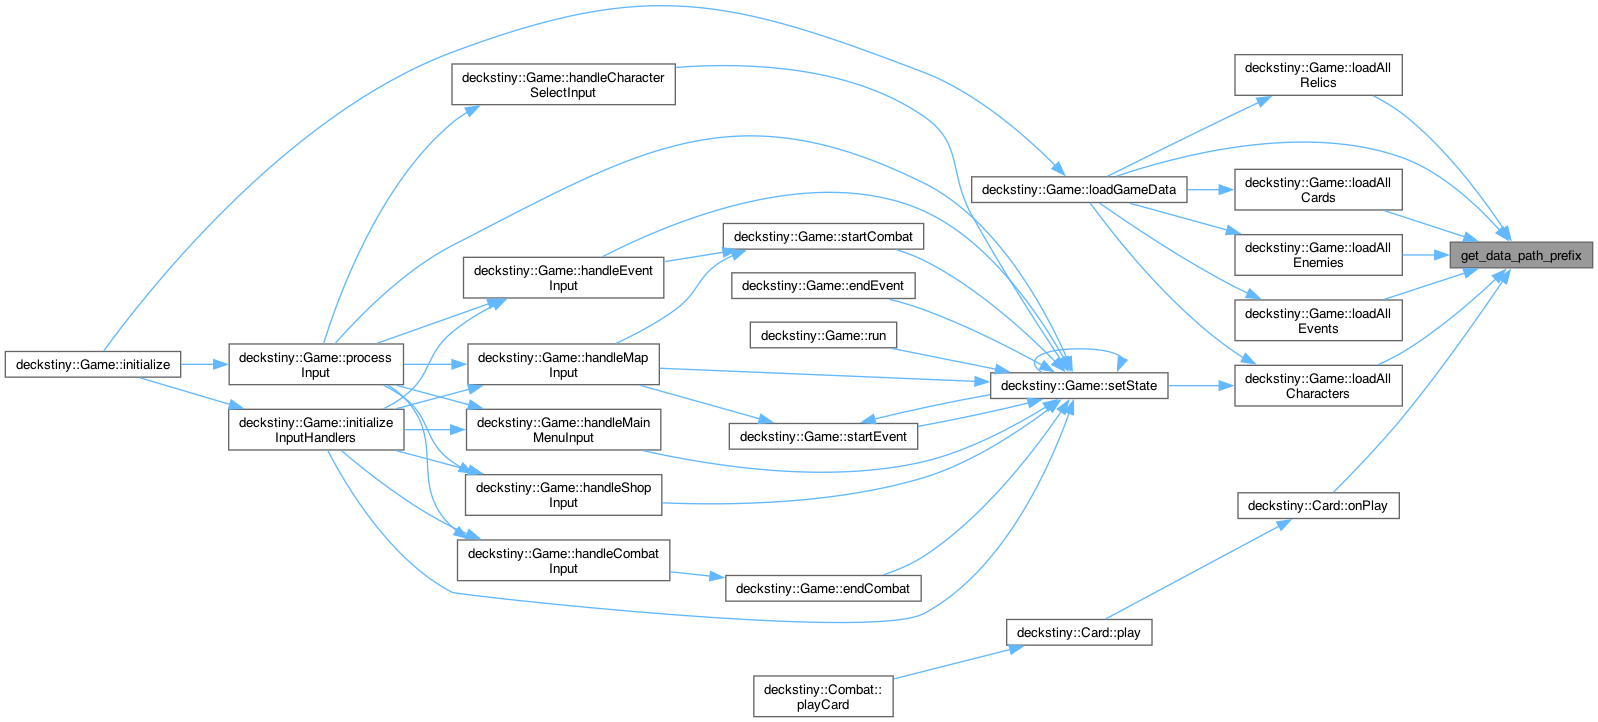 deckstiny::Game::initialize
deckstiny::Game::process
Input
deckstiny::Game::initialize
InputHandlers
deckstiny::Game::handleCharacter
SelectInput
deckstiny::Game::handleEvent
Input
deckstiny::Game::handleMap
Input
deckstiny::Game::handleMain
MenuInput
deckstiny::Game::handleShop
Input
deckstiny::Game::handleCombat
Input
deckstiny::Game::startCombat
deckstiny::Game::endEvent
deckstiny::Game::run
deckstiny::Game::startEvent
deckstiny::Game::endCombat
deckstiny::Combat::
playCard
deckstiny::Game::loadGameData
deckstiny::Game::setState
deckstiny::Card::play
deckstiny::Game::loadAll
Relics
deckstiny::Game::loadAll
Cards
deckstiny::Game::loadAll
Enemies
deckstiny::Game::loadAll
Events
deckstiny::Game::loadAll
Characters
deckstiny::Card::onPlay
get_data_path_prefix